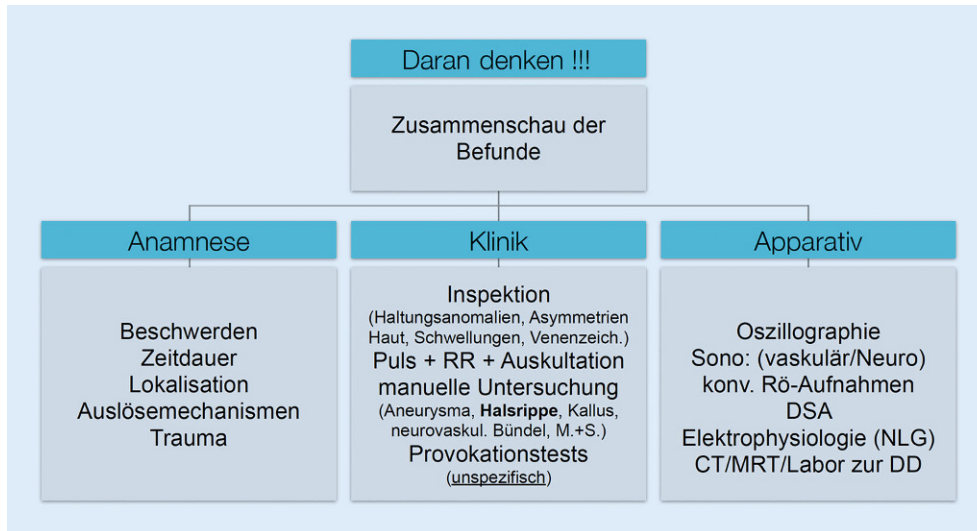 Daran denken !!!
Zusammenschau der
Befunde
Anamnese
Beschwerden
Zeitdauer
Lokalisation
Auslösemechanismen
Trauma
Klinik
Inspektion
(Haltungsanomalien, Asymmetrien
Haut, Schwellungen, Venenzeich.)
Puls + RR + Auskultation
manuelle Untersuchung
(Aneurysma, Halsrippe, Kallus,
neurovaskul. Bündel, M.+S.)
Provokationstests
(unspezifisch)
Apparativ
Oszillographie
Sono: (vaskulär/Neuro)
konv. Rö-Aufnahmen
DSA
Elektrophysiologie (NLG)
CT/MRT/Labor zur DD